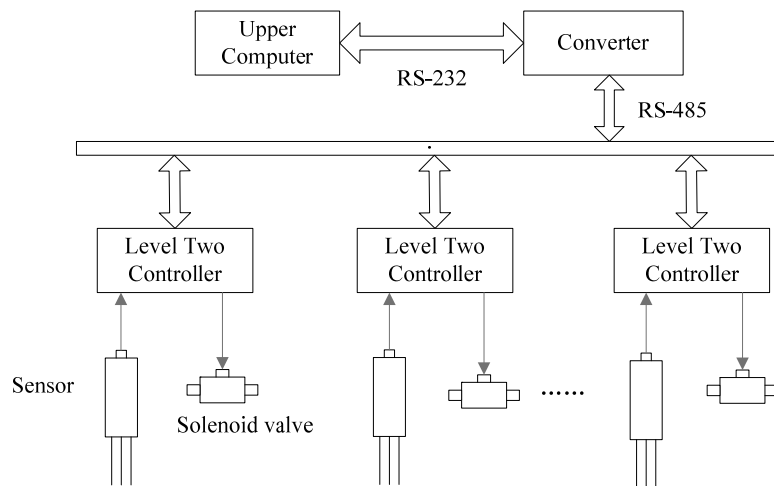 Upper
Computer
Converter
RS-232
RS-485
Level Two
Controller
Level Two
Controller
Level Two
Controller
Sensor
Solenoid valve
......